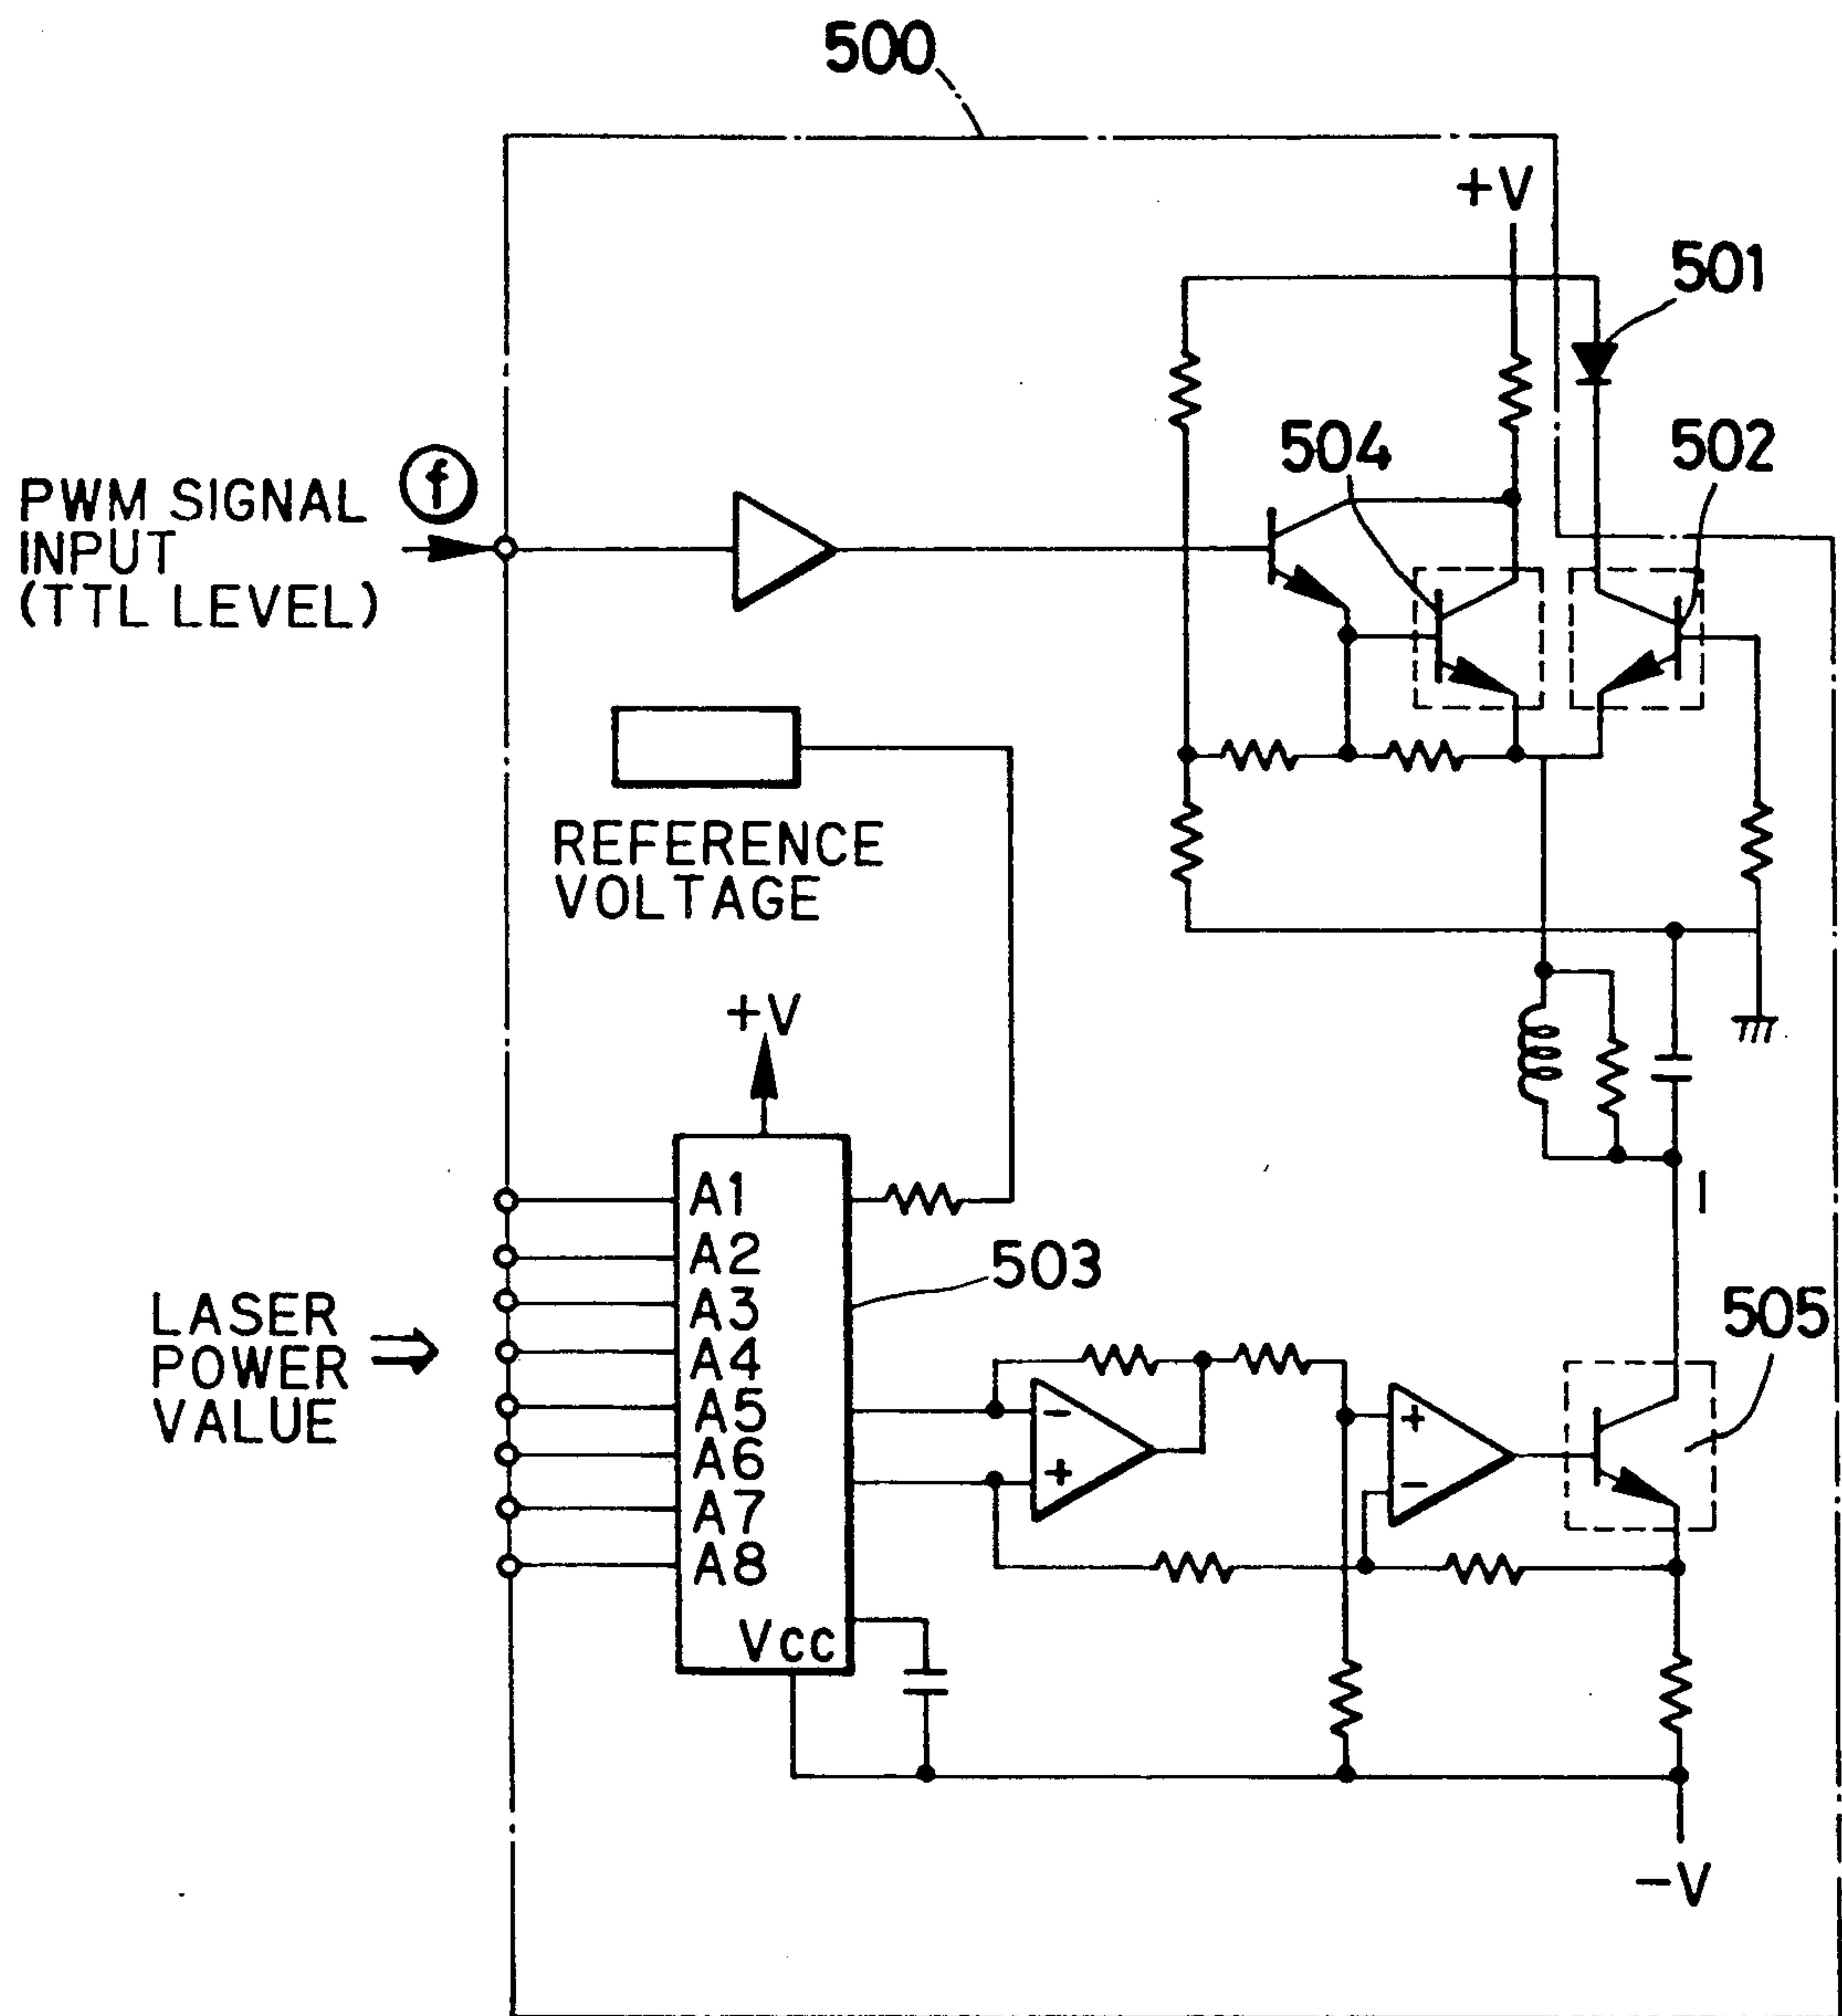 500
+V
501
504
502
PWM SIGNAL
INPUT
(TTL LEVEL)
f
REFERENCE
VOLTAGE
+V
A1
A2
A3
A4
A5
A6
A7
A8
VCC
503
I
505
LASER
POWER
VALUE
-
+
+
-
-V